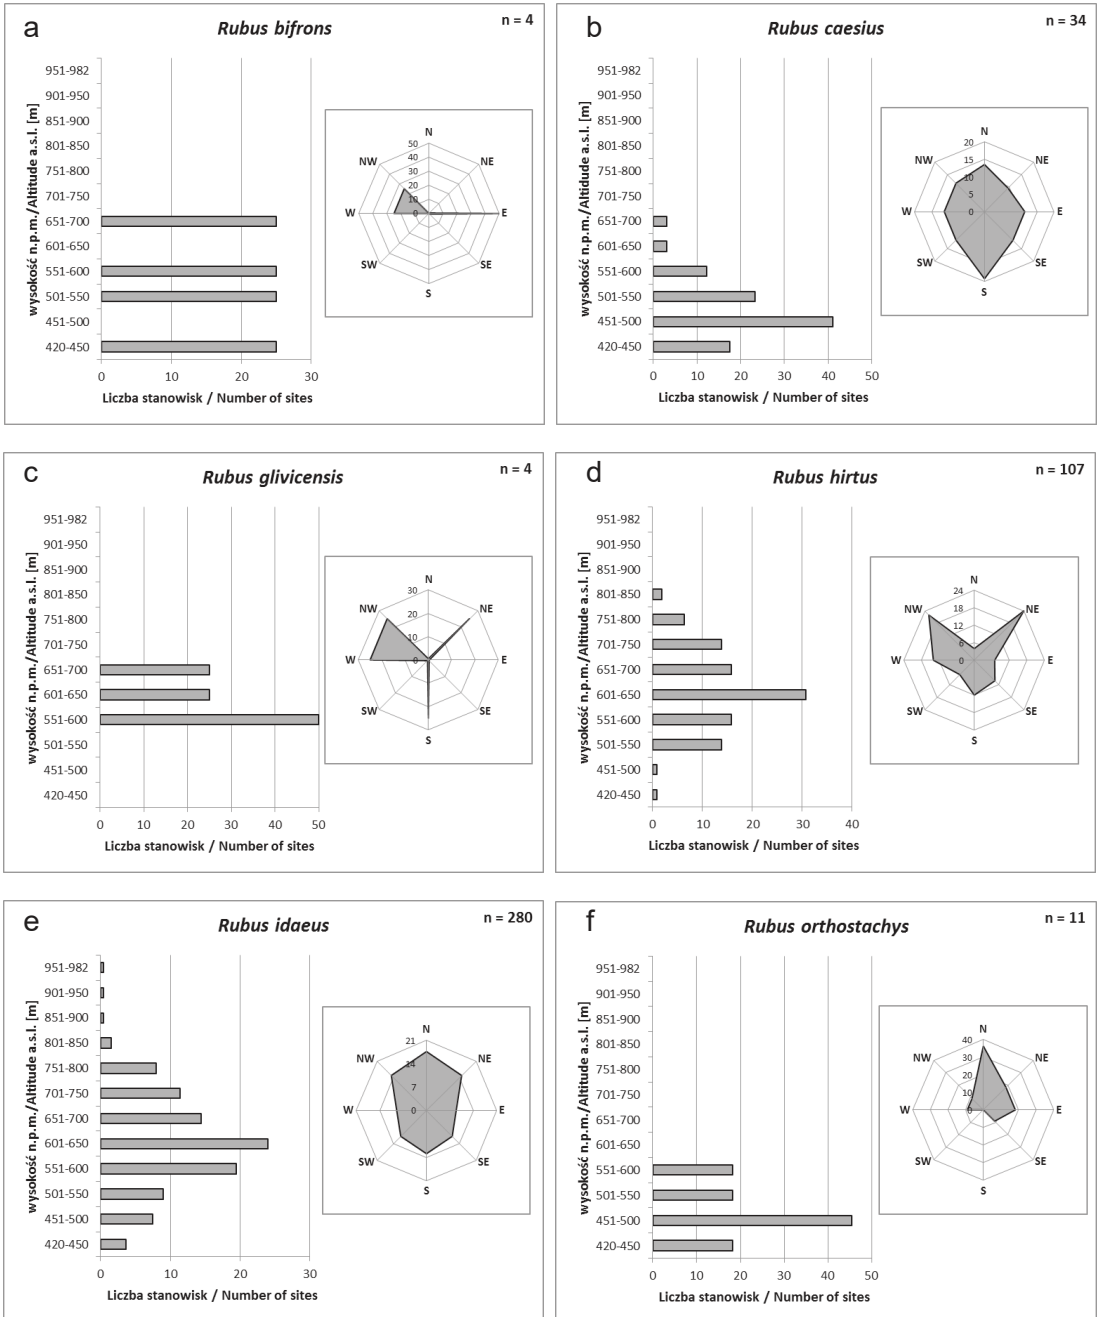 a
Rubus bifrons
n = 4
wysokość n.p.m./Altitude a.s.l. [m]
951-982
901-950
851-900
801-850
751-800
701-750
651-700
601-650
551-600
501-550
451-500
420-450
0 10 20 30
Liczba stanowisk / Number of sites
N
NE
E
SE
S
SW
W
NW
50
40
30
20
10
0
b
Rubus caesius
n = 34
wysokość n.p.m./Altidude a.s.l. [m]
951-982
901-950
851-900
801-850
751-800
701-750
651-700
601-650
551-600
501-550
451-500
420-450
0 10 20 30 40 50
Liczba stanowisk / Number of sites
N
NE
E
SE
S
SW
W
NW
20
15
10
5
0
c
Rubus glivicensis
n = 4
wysokość n.p.m./Altitude a.s.l. [m]
951-982
901-950
851-900
801-850
751-800
701-750
651-700
601-650
551-600
501-550
451-500
420-450
0 10 20 30 40 50
Liczba stanowisk / Number of sites
N
NE
E
SE
S
SW
W
NW
30
20
10
0
d
Rubus hirtus
n = 107
wysokość n.p.m./Altitude a.s.l. [m]
951-982
901-950
851-900
801-850
751-800
701-750
651-700
601-650
551-600
501-550
451-500
420-450
0 10 20 30 40
Liczba stanowisk / Number of sites
N
NE
E
SE
S
SW
W
NW
24
18
12
6
0
e
Rubus idaeus
n = 280
wysokość n.p.m./Altitude a.s.l. [m]
951-982
901-950
851-900
801-850
751-800
701-750
651-700
601-650
551-600
501-550
451-500
420-450
0 10 20 30
Liczba stanowisk / Number of sites
N
NE
E
SE
S
SW
W
NW
21
14
7
0
f
Rubus orthostachys
n = 11
wysokość n.p.m./Altitude a.s.l. [m]
951-982
901-950
851-900
801-850
751-800
701-750
651-700
601-650
551-600
501-550
451-500
420-450
0 10 20 30 40 50
Liczba stanowisk / Number of sites
N
NE
E
SE
S
SW
W
NW
40
30
20
10
0